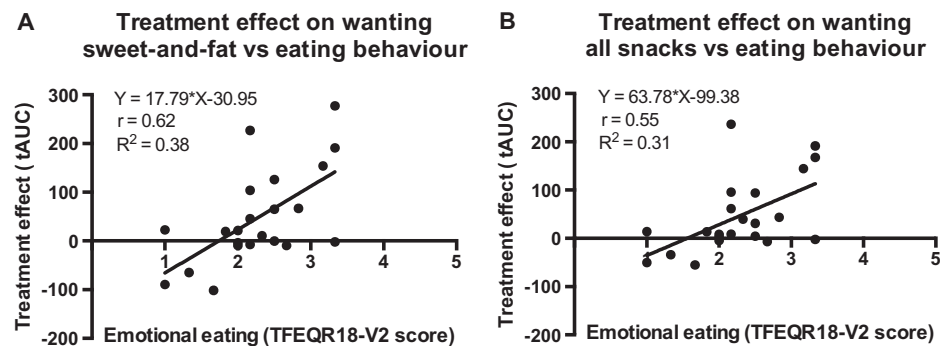 A
Treatment effect on wanting
sweet-and-fat vs eating behaviour
Treatment effect ( tAUC)
300
200
100
0
-100
-200
Y = 17.79*X-30.95
r = 0.62
R² = 0.38
1 2 3 4 5
Emotional eating (TFEQR18-V2 score)
B
Treatment effect on wanting
all snacks vs eating behaviour
Treatment effect ( tAUC)
300
200
100
0
-100
-200
Y = 63.78*X-99.38
r = 0.55
R² = 0.31
1 2 3 4 5
Emotional eating (TFEQR18-V2 score)